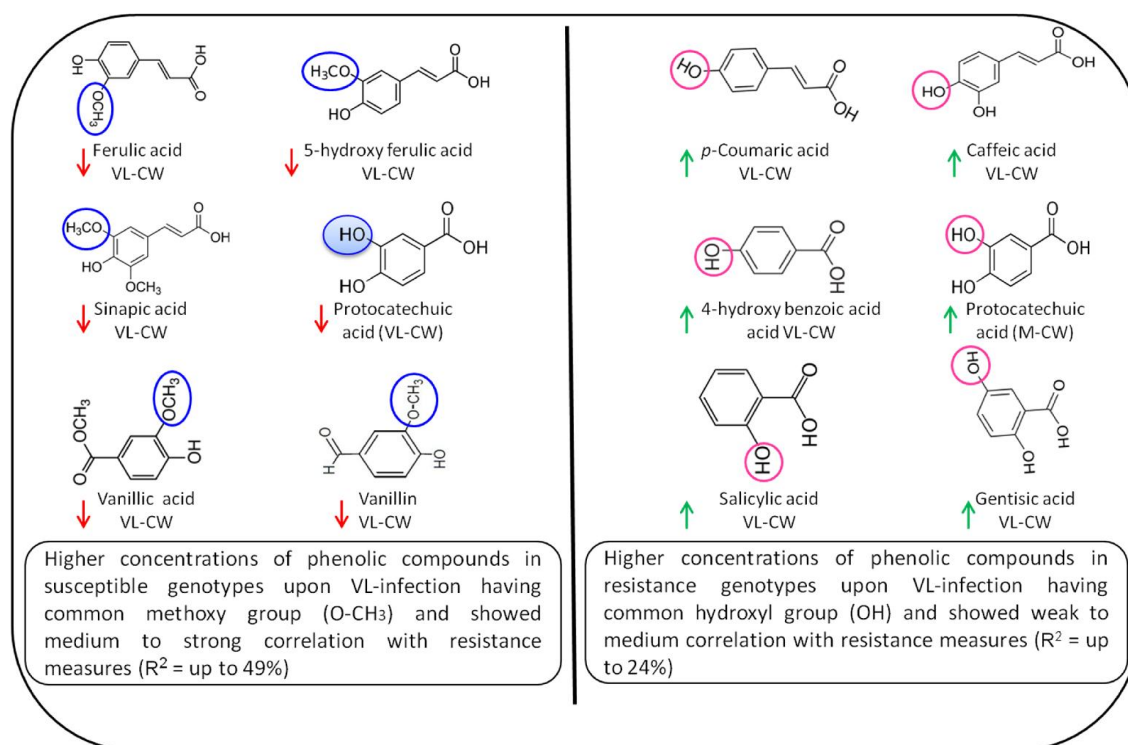 HO
OCH3
OH
O
Ferulic acid
VL-CW
H3CO
HO
O
OH
5-hydroxy ferulic acid
VL-CW
H3CO
HO
OCH3
O
OH
Sinapic acid
VL-CW
HO
HO
O
OH
Protocatechuic
acid (VL-CW)
OCH3
O
OCH3
OH
Vanillic acid
VL-CW
O
H
O-CH3
HO
Vanillin
VL-CW
Higher concentrations of phenolic compounds in
susceptible genotypes upon VL-infection having
common methoxy group (O-CH3) and showed
medium to strong correlation with resistance
measures (R2 = up to 49%)
HO
O
OH
p-Coumaric acid
VL-CW
HO
OH
O
OH
Caffeic acid
VL-CW
HO
O
HO
4-hydroxy benzoic acid
acid VL-CW
HO
HO
O
OH
Protocatechuic
acid (M-CW)
O
HO
HO
Salicylic acid
VL-CW
HO
O
HO
HO
Gentisic acid
VL-CW
Higher concentrations of phenolic compounds in
resistance genotypes upon VL-infection having
common hydroxyl group (OH) and showed weak to
medium correlation with resistance measures (R2 = up
to 24%)